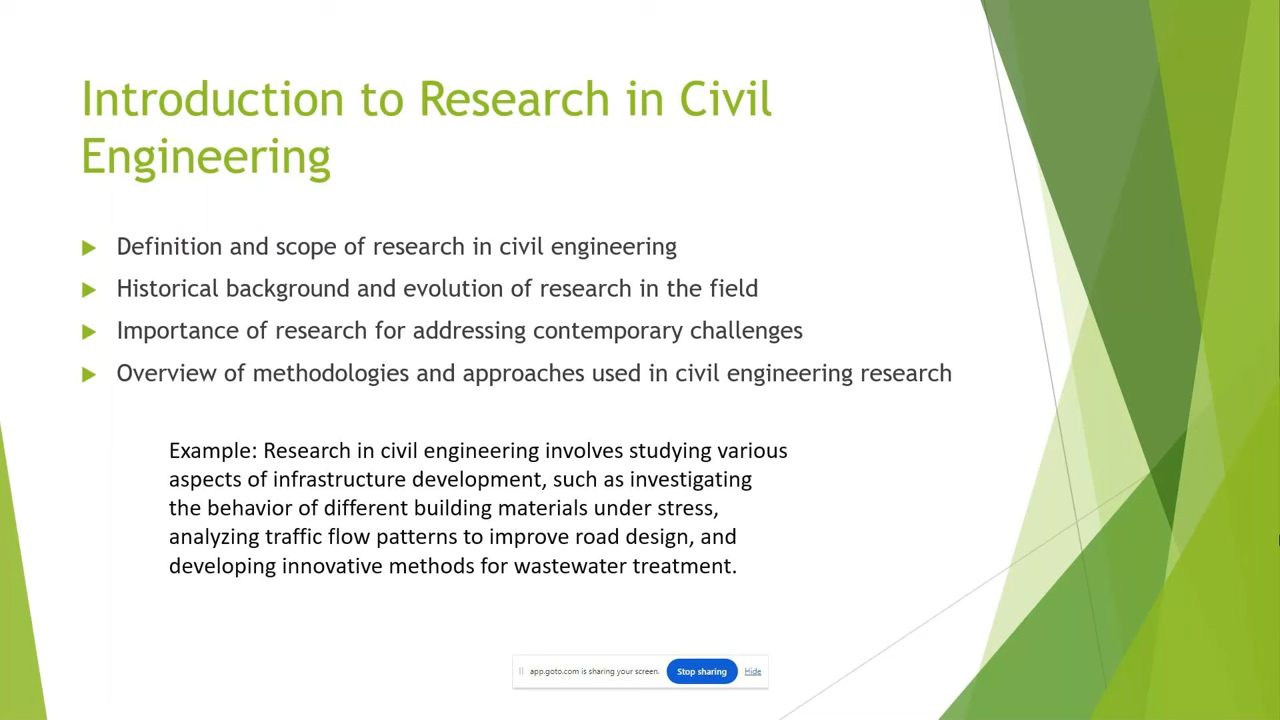 Introduction to Research in Civil
Engineering
Definition and scope of research in civil engineering
Historical background and evolution of research in the field
Importance of research for addressing contemporary challenges
Overview of methodologies and approaches used in civil engineering research
Example: Research in civil engineering involves studying various
aspects of infrastructure development, such as investigating
the behavior of different building materials under stress,
analyzing traffic flow patterns to improve road design, and
developing innovative methods for wastewater treatment.
app.goto.com is sharing your screen. Stop sharing Hide